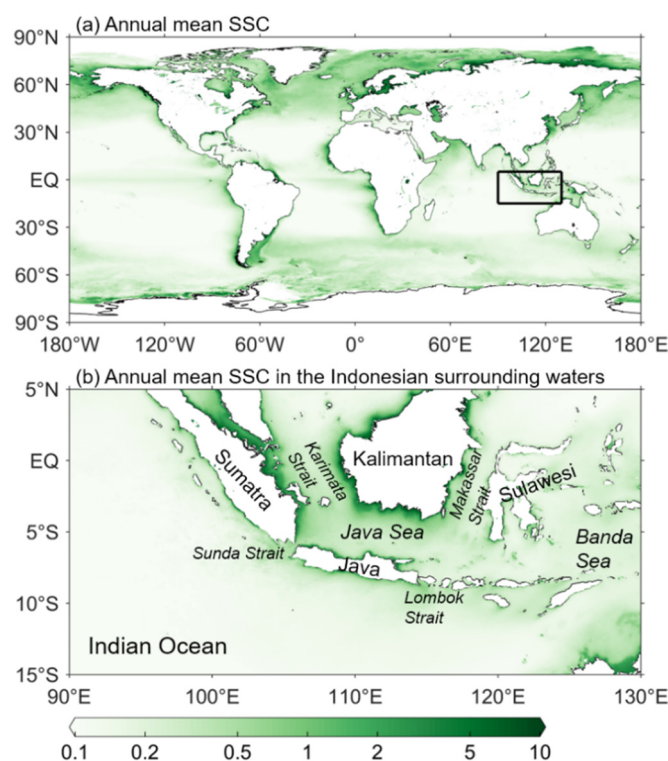 (a) Annual mean SSC
90°N
60°N
30°N
EQ
30°S
60°S
90°S
180°W 120°W 60°W 0° 60°E 120°E 180°E
(b) Annual mean SSC in the Indonesian surrounding waters
5°N
EQ
5°S
10°S
15°S
Sumatra
Karimata
Strait
Kalimantan
Makassar
Strait
Sulawesi
Java Sea
Banda
Sea
Sunda Strait
Java
Lombok
Strait
Indian Ocean
90°E 100°E 110°E 120°E 130°E
0.1 0.2 0.5 1 2 5 10